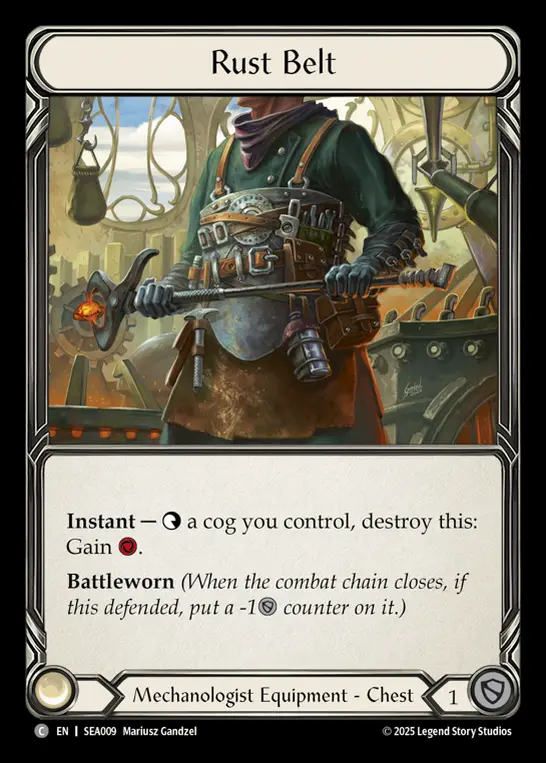 Rust Belt
Instant — a cog you control, destroy this:
Gain .
Battleworn (When the combat chain closes, if
this defended, put a -1 counter on it.)
Mechanologist Equipment - Chest
1
C EN | SEA009 Mariusz Gandzel
© 2025 Legend Story Studios